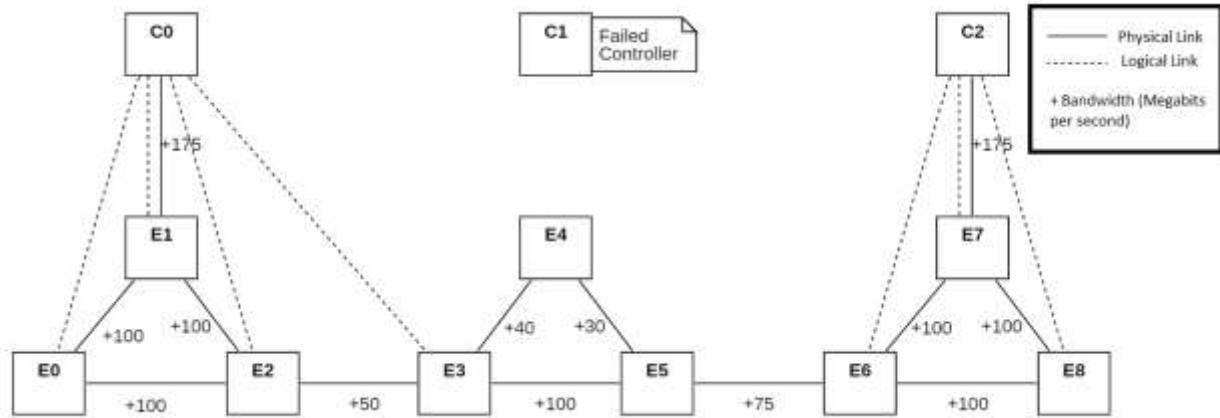 C0
C1
Failed
Controller
C2
Physical Link
Logical Link
+ Bandwidth (Megabits
per second)
+175
+175
E1
E4
E7
+100
+100
+40
+30
+100
+100
E0
E2
E3
E5
E6
E8
+100
+50
+100
+75
+100